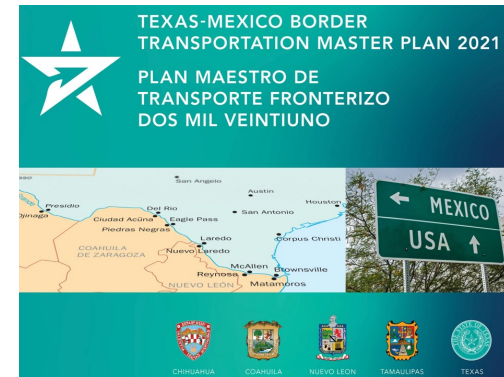 TEXAS-MEXICO BORDER
TRANSPORTATION MASTER PLAN 2021
PLAN MAESTRO DE
TRANSPORTE FRONTERIZO
DOS MIL VEINTIUNO
San Angelo
Austin
Houston
Presidio
Ojinaga
Del Rio
San Antonio
Ciudad Acuña
Eagle Pass
Piedras Negras
Laredo
Corpus Christi
COAHUILA
DE ZARAGOZA
Nuevo Laredo
McAllen
Brownsville
Reynosa
NUEVO LEÓN
Matamoros
← MEXICO
USA ↑
CHIHUAHUA
COAHUILA
NUEVO LEON
TAMAULIPAS
TEXAS